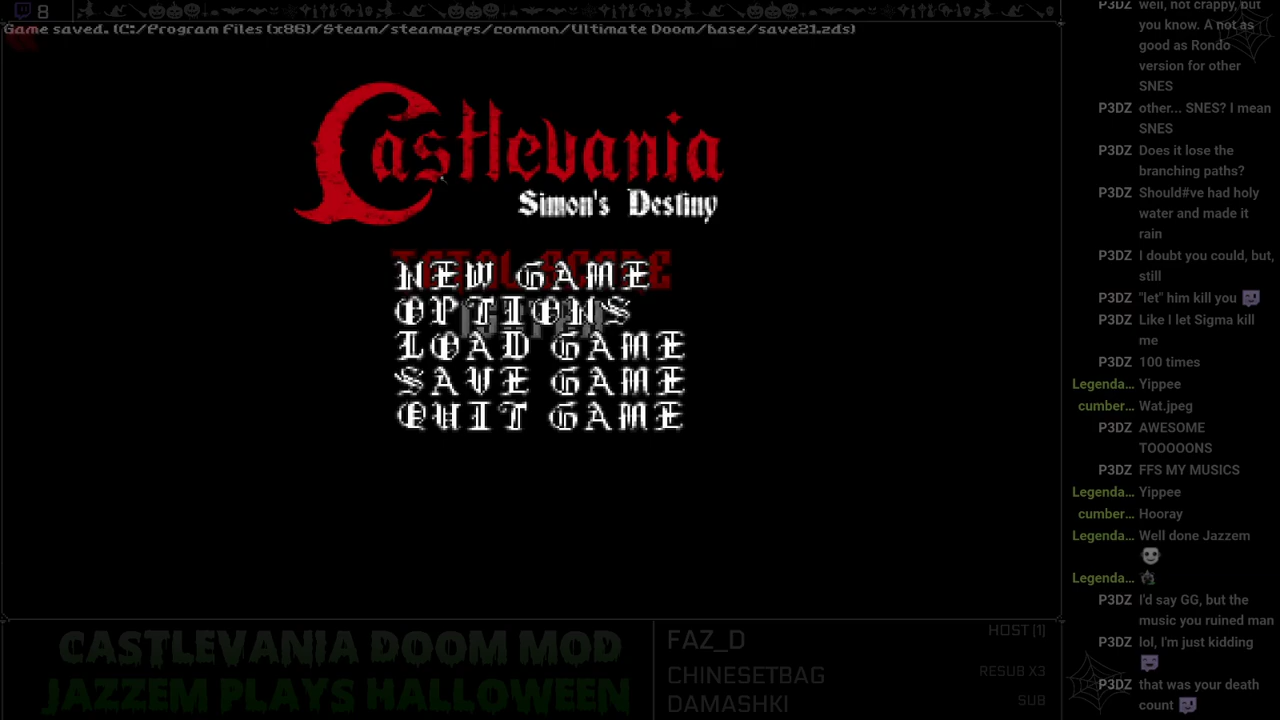 8
Game saved. (C:/Program Files (x86)/Steam/steamapps/common/Ultimate Doom/base/save21.zds)
Castlevania
Simon's Destiny
NEW GAME
OPTIONS
LOAD GAME
SAVE GAME
QUIT GAME
CASTLEVANIA DOOM MOD
JAZZEM PLAYS HALLOWEEN
FAZ_D HOST [1]
CHINESETBAG RESUB X3
DAMASHKI SUB
P3DZ well, not crappy, but
you know. A not as
good as Rondo
version for other
SNES
P3DZ other... SNES? I mean
SNES
P3DZ Does it lose the
branching paths?
P3DZ Should#ve had holy
water and made it
rain
P3DZ I doubt you could, but,
still
P3DZ "let" him kill you
P3DZ Like I let Sigma kill
me
P3DZ 100 times
Legenda... Yippee
cumber... Wat.jpeg
P3DZ AWESOME
TOOOOONS
P3DZ FFS MY MUSICS
Legenda... Yippee
cumber... Hooray
Legenda... Well done Jazzem
Legenda...
P3DZ I'd say GG, but the
music you ruined man
P3DZ lol, I'm just kidding
P3DZ that was your death
count